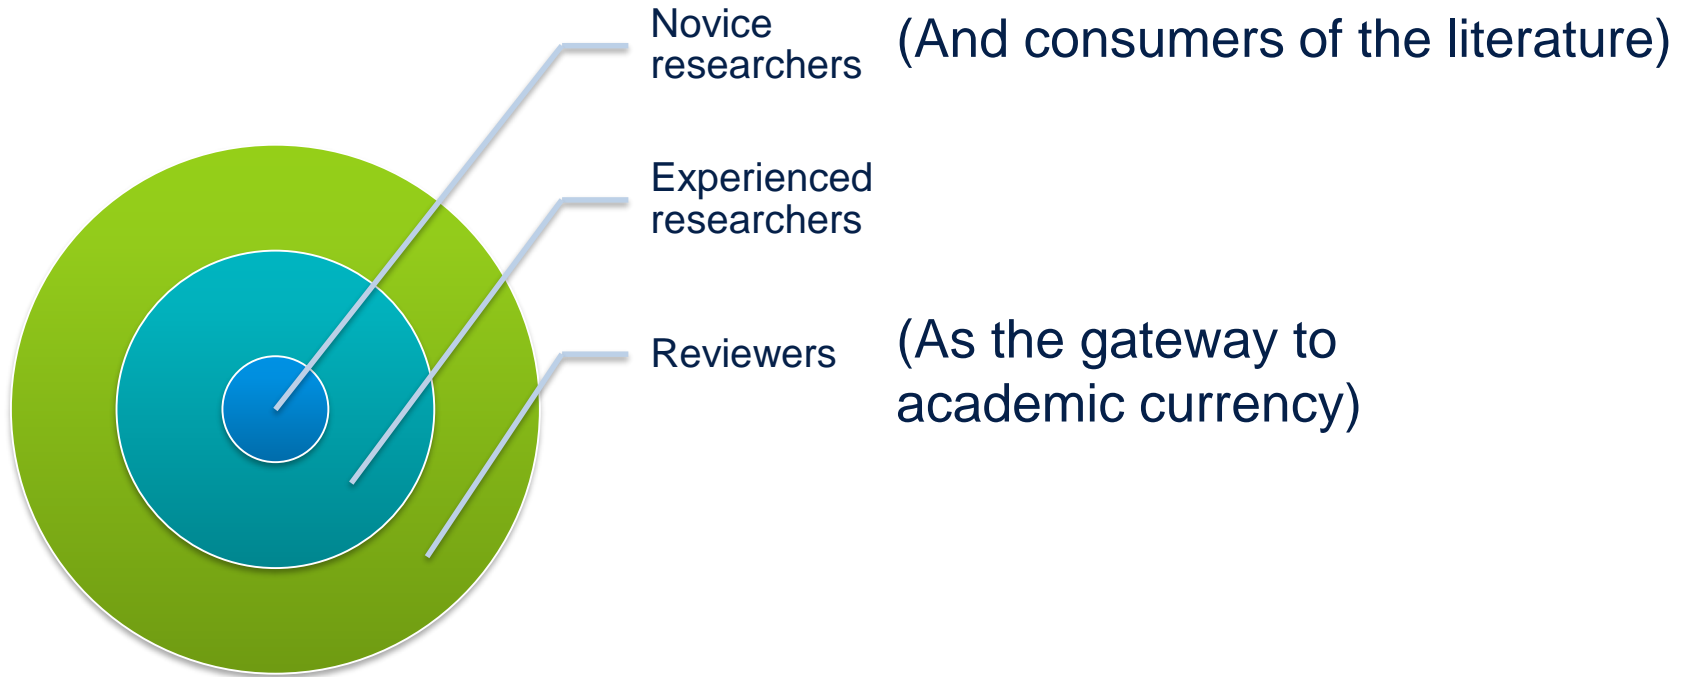 Novice
researchers
(And consumers of the literature)
Experienced
researchers
Reviewers
(As the gateway to
academic currency)